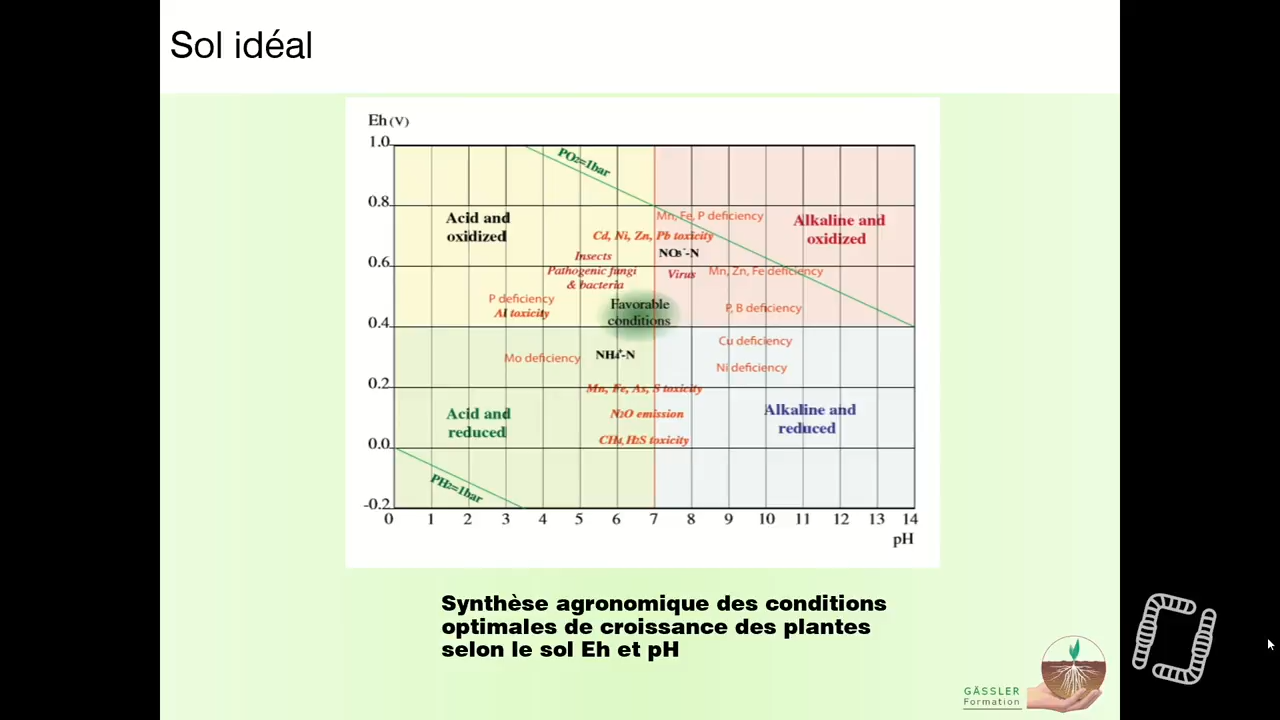 Sol idéal
Eh (V)
1.0
PO2=1bar
0.8
Acid and
oxidized
Mn, Fe, P deficiency
Alkaline and
oxidized
Cd, Ni, Zn, Pb toxicity
Insects
NO3⁻-N
0.6
Pathogenic fungi
& bacteria
Virus
Mn, Zn, Fe deficiency
P deficiency
Al toxicity
Favorable
conditions
P, B deficiency
0.4
Cu deficiency
Mo deficiency
NH4⁺-N
Ni deficiency
0.2
Mn, Fe, As, S toxicity
Acid and
reduced
N2O emission
Alkaline and
reduced
CH4, H2S toxicity
0.0
PH2=1bar
-0.2
0 1 2 3 4 5 6 7 8 9 10 11 12 13 14
pH
Synthèse agronomique des conditions
optimales de croissance des plantes
selon le sol Eh et pH
GÄSSLER
Formation